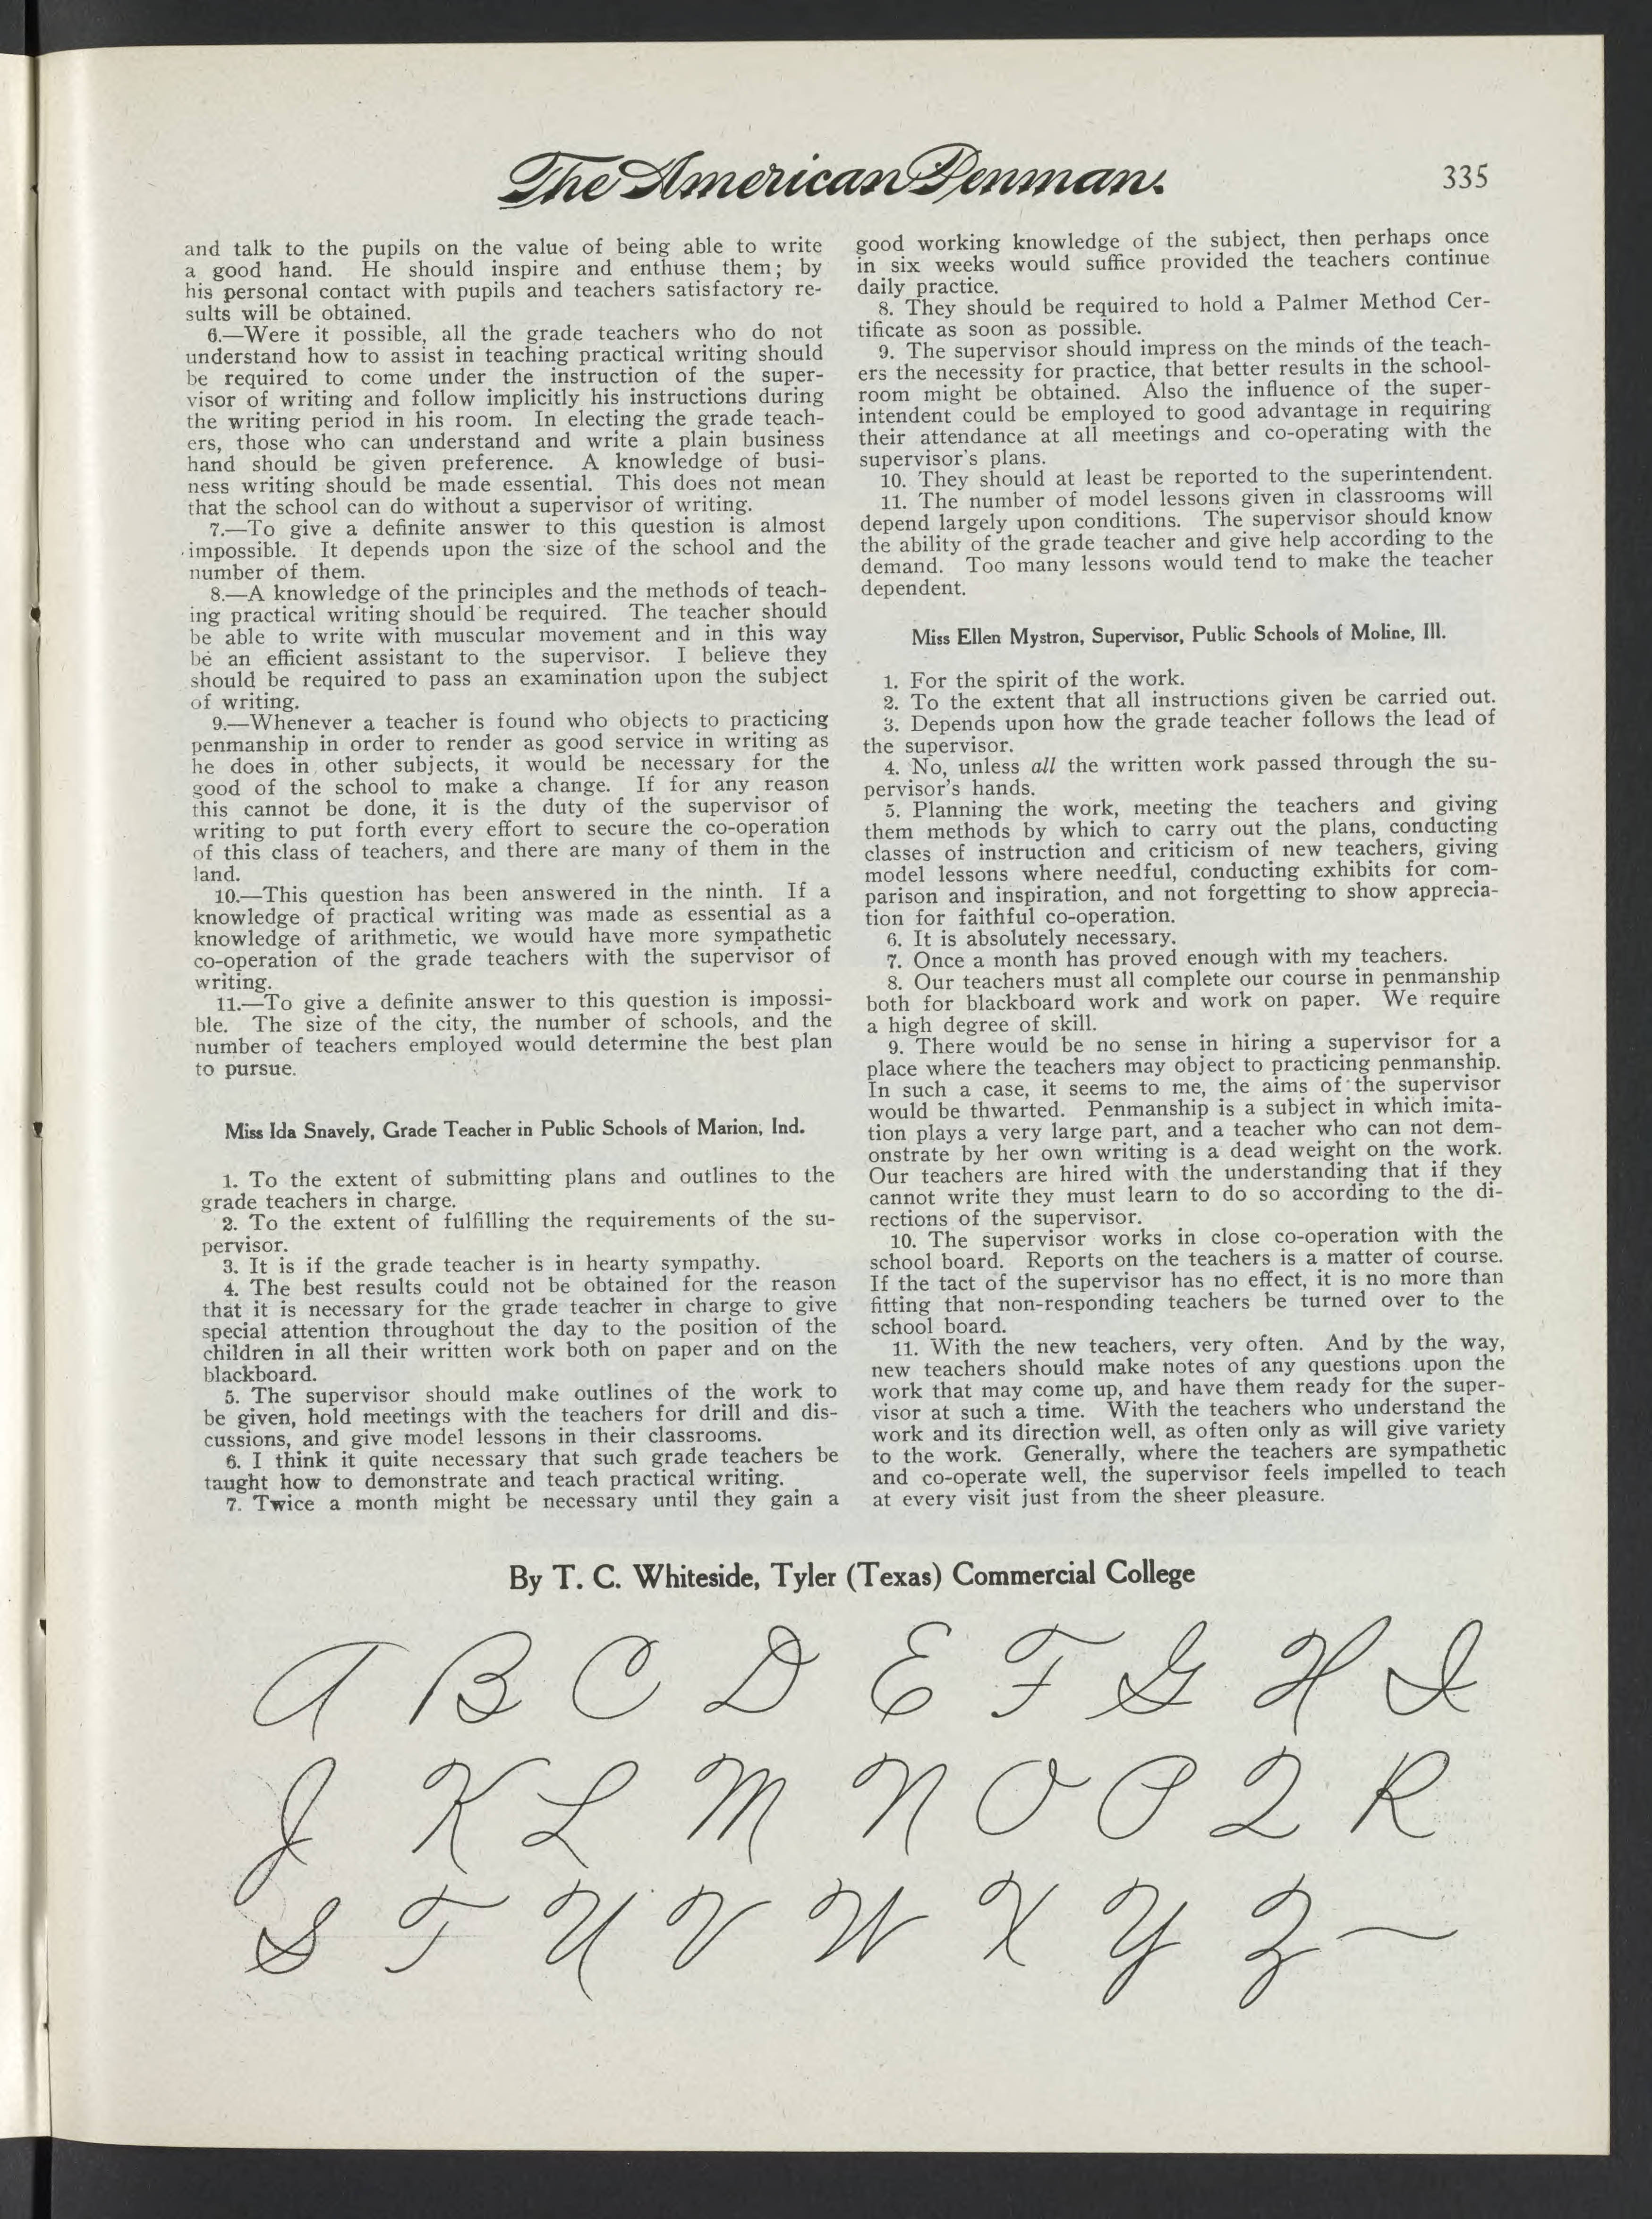 The American Penman.
335
and talk to the pupils on the value of being able to write
a good hand. He should inspire and enthuse them; by
his personal contact with pupils and teachers satisfactory re-
sults will be obtained.
6.—Were it possible, all the grade teachers who do not
understand how to assist in teaching practical writing should
be required to come under the instruction of the super-
visor of writing and follow implicitly his instructions during
the writing period in his room. In electing the grade teach-
ers, those who can understand and write a plain business
hand should be given preference. A knowledge of busi-
ness writing should be made essential. This does not mean
that the school can do without a supervisor of writing.
7.—To give a definite answer to this question is almost
impossible. It depends upon the size of the school and the
number of them.
8.—A knowledge of the principles and the methods of teach-
ing practical writing should be required. The teacher should
be able to write with muscular movement and in this way
be an efficient assistant to the supervisor. I believe they
should be required to pass an examination upon the subject
of writing.
9.—Whenever a teacher is found who objects to practicing
penmanship in order to render as good service in writing as
he does in other subjects, it would be necessary for the
good of the school to make a change. If for any reason
this cannot be done, it is the duty of the supervisor of
writing to put forth every effort to secure the co-operation
of this class of teachers, and there are many of them in the
land.
10.—This question has been answered in the ninth. If a
knowledge of practical writing was made as essential as a
knowledge of arithmetic, we would have more sympathetic
co-operation of the grade teachers with the supervisor of
writing.
11.—To give a definite answer to this question is impossi-
ble. The size of the city, the number of schools, and the
number of teachers employed would determine the best plan
to pursue.
Miss Ida Snavely, Grade Teacher in Public Schools of Marion, Ind.
1. To the extent of submitting plans and outlines to the
grade teachers in charge.
2. To the extent of fulfilling the requirements of the su-
pervisor.
3. It is if the grade teacher is in hearty sympathy.
4. The best results could not be obtained for the reason
that it is necessary for the grade teacher in charge to give
special attention throughout the day to the position of the
children in all their written work both on paper and on the
blackboard.
5. The supervisor should make outlines of the work to
be given, hold meetings with the teachers for drill and dis-
cussions, and give model lessons in their classrooms.
6. I think it quite necessary that such grade teachers be
taught how to demonstrate and teach practical writing.
7. Twice a month might be necessary until they gain a
good working knowledge of the subject, then perhaps once
in six weeks would suffice provided the teachers continue
daily practice.
8. They should be required to hold a Palmer Method Cer-
tificate as soon as possible.
9. The supervisor should impress on the minds of the teach-
ers the necessity for practice, that better results in the school-
room might be obtained. Also the influence of the super-
intendent could be employed to good advantage in requiring
their attendance at all meetings and co-operating with the
supervisor's plans.
10. They should at least be reported to the superintendent.
11. The number of model lessons given in classrooms will
depend largely upon conditions. The supervisor should know
the ability of the grade teacher and give help according to the
demand. Too many lessons would tend to make the teacher
dependent.
Miss Ellen Mystron, Supervisor, Public Schools of Moline, Ill.
1. For the spirit of the work.
2. To the extent that all instructions given be carried out.
3. Depends upon how the grade teacher follows the lead of
the supervisor.
4. No, unless all the written work passed through the su-
pervisor's hands.
5. Planning the work, meeting the teachers and giving
them methods by which to carry out the plans, conducting
classes of instruction and criticism of new teachers, giving
model lessons where needful, conducting exhibits for com-
parison and inspiration, and not forgetting to show apprecia-
tion for faithful co-operation.
6. It is absolutely necessary.
7. Once a month has proved enough with my teachers.
8. Our teachers must all complete our course in penmanship
both for blackboard work and work on paper. We require
a high degree of skill.
9. There would be no sense in hiring a supervisor for a
place where the teachers may object to practicing penmanship.
In such a case, it seems to me, the aims of the supervisor
would be thwarted. Penmanship is a subject in which imita-
tion plays a very large part, and a teacher who can not dem-
onstrate by her own writing is a dead weight on the work.
Our teachers are hired with the understanding that if they
cannot write they must learn to do so according to the di-
rections of the supervisor.
10. The supervisor works in close co-operation with the
school board. Reports on the teachers is a matter of course.
If the tact of the supervisor has no effect, it is no more than
fitting that non-responding teachers be turned over to the
school board.
11. With the new teachers, very often. And by the way,
new teachers should make notes of any questions upon the
work that may come up, and have them ready for the super-
visor at such a time. With the teachers who understand the
work and its direction well, as often only as will give variety
to the work. Generally, where the teachers are sympathetic
and co-operate well, the supervisor feels impelled to teach
at every visit just from the sheer pleasure.
By T. C. Whiteside, Tyler (Texas) Commercial College
A B C D E F G H I
J K L M N O P Q R
S T U V W X Y Z